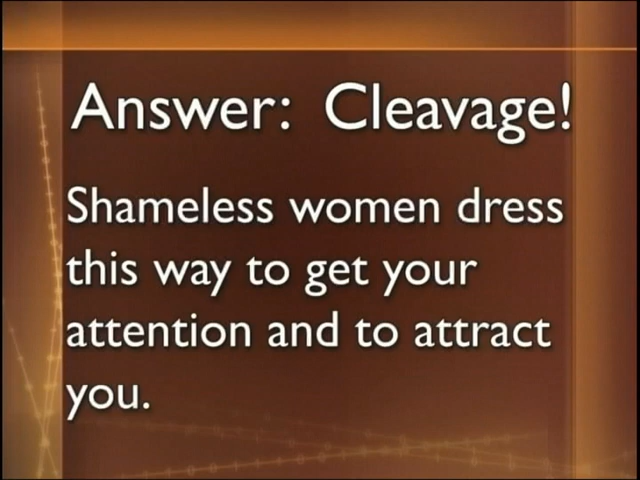 Answer:  Cleavage!
Shameless women dress
this way to get your
attention and to attract
you.